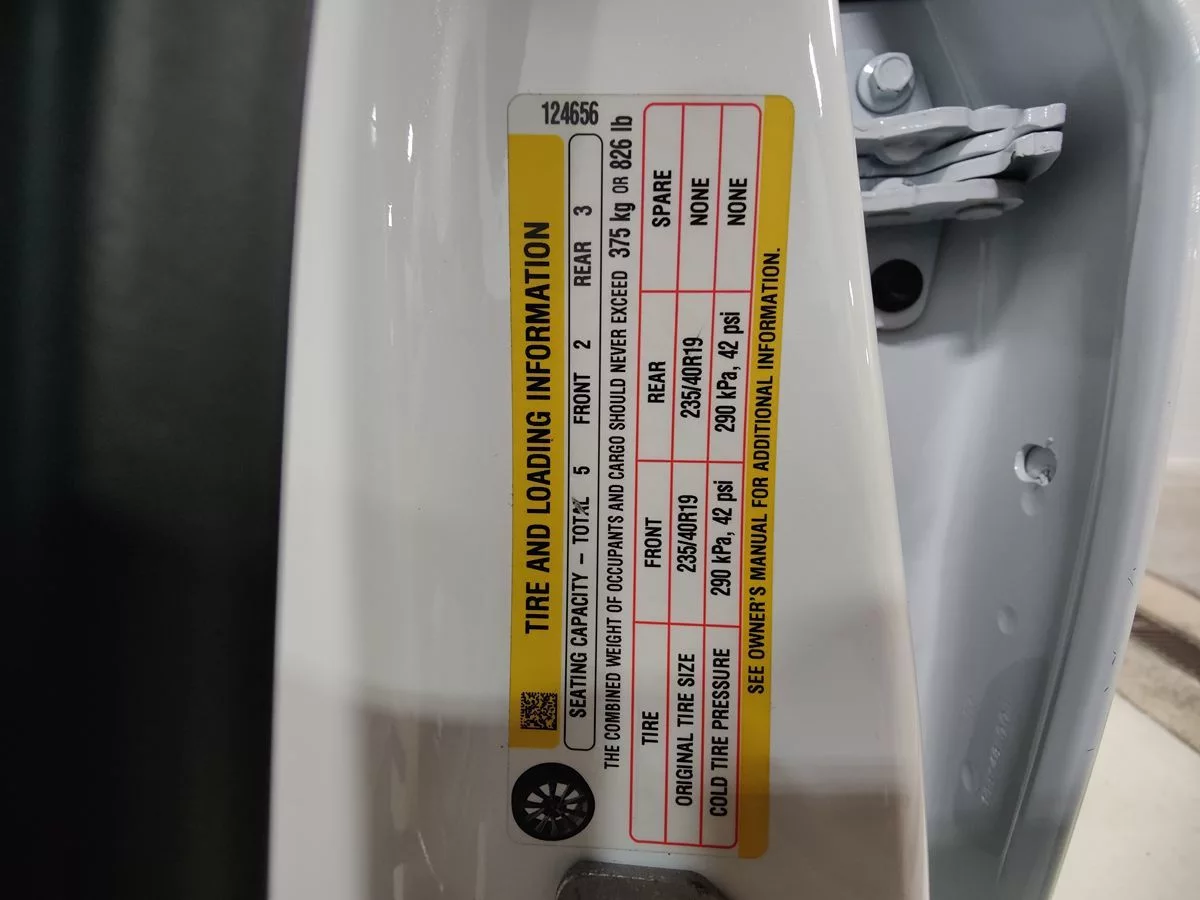 124656
TIRE AND LOADING INFORMATION
SEATING CAPACITY – TOTAL 5 FRONT 2 REAR 3
THE COMBINED WEIGHT OF OCCUPANTS AND CARGO SHOULD NEVER EXCEED 375 kg OR 826 lb
TIRE FRONT REAR SPARE
ORIGINAL TIRE SIZE 235/40R19 235/40R19 NONE
COLD TIRE PRESSURE 290 kPa, 42 psi 290 kPa, 42 psi NONE
SEE OWNER'S MANUAL FOR ADDITIONAL INFORMATION.